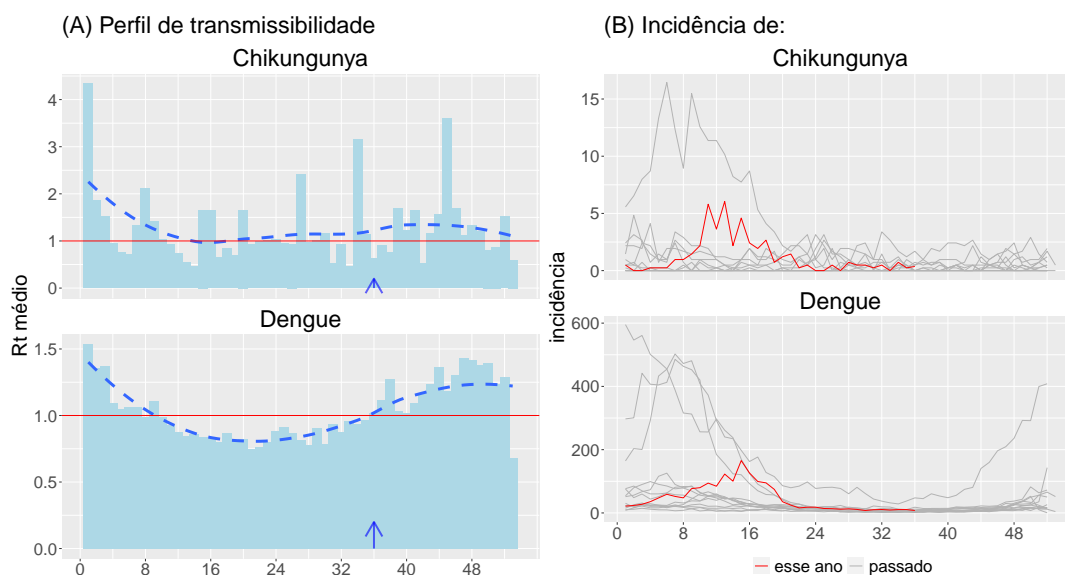 (A) Perfil de transmissibilidade
Chikungunya
4
3
2
1
0
Dengue
1.5
1.0
0.5
0.0
0 8 16 24 32 40 48
Rt médio
(B) Incidência de:
Chikungunya
15
10
5
0
Dengue
600
400
200
0
0 8 16 24 32 40 48
incidência
esse ano passado